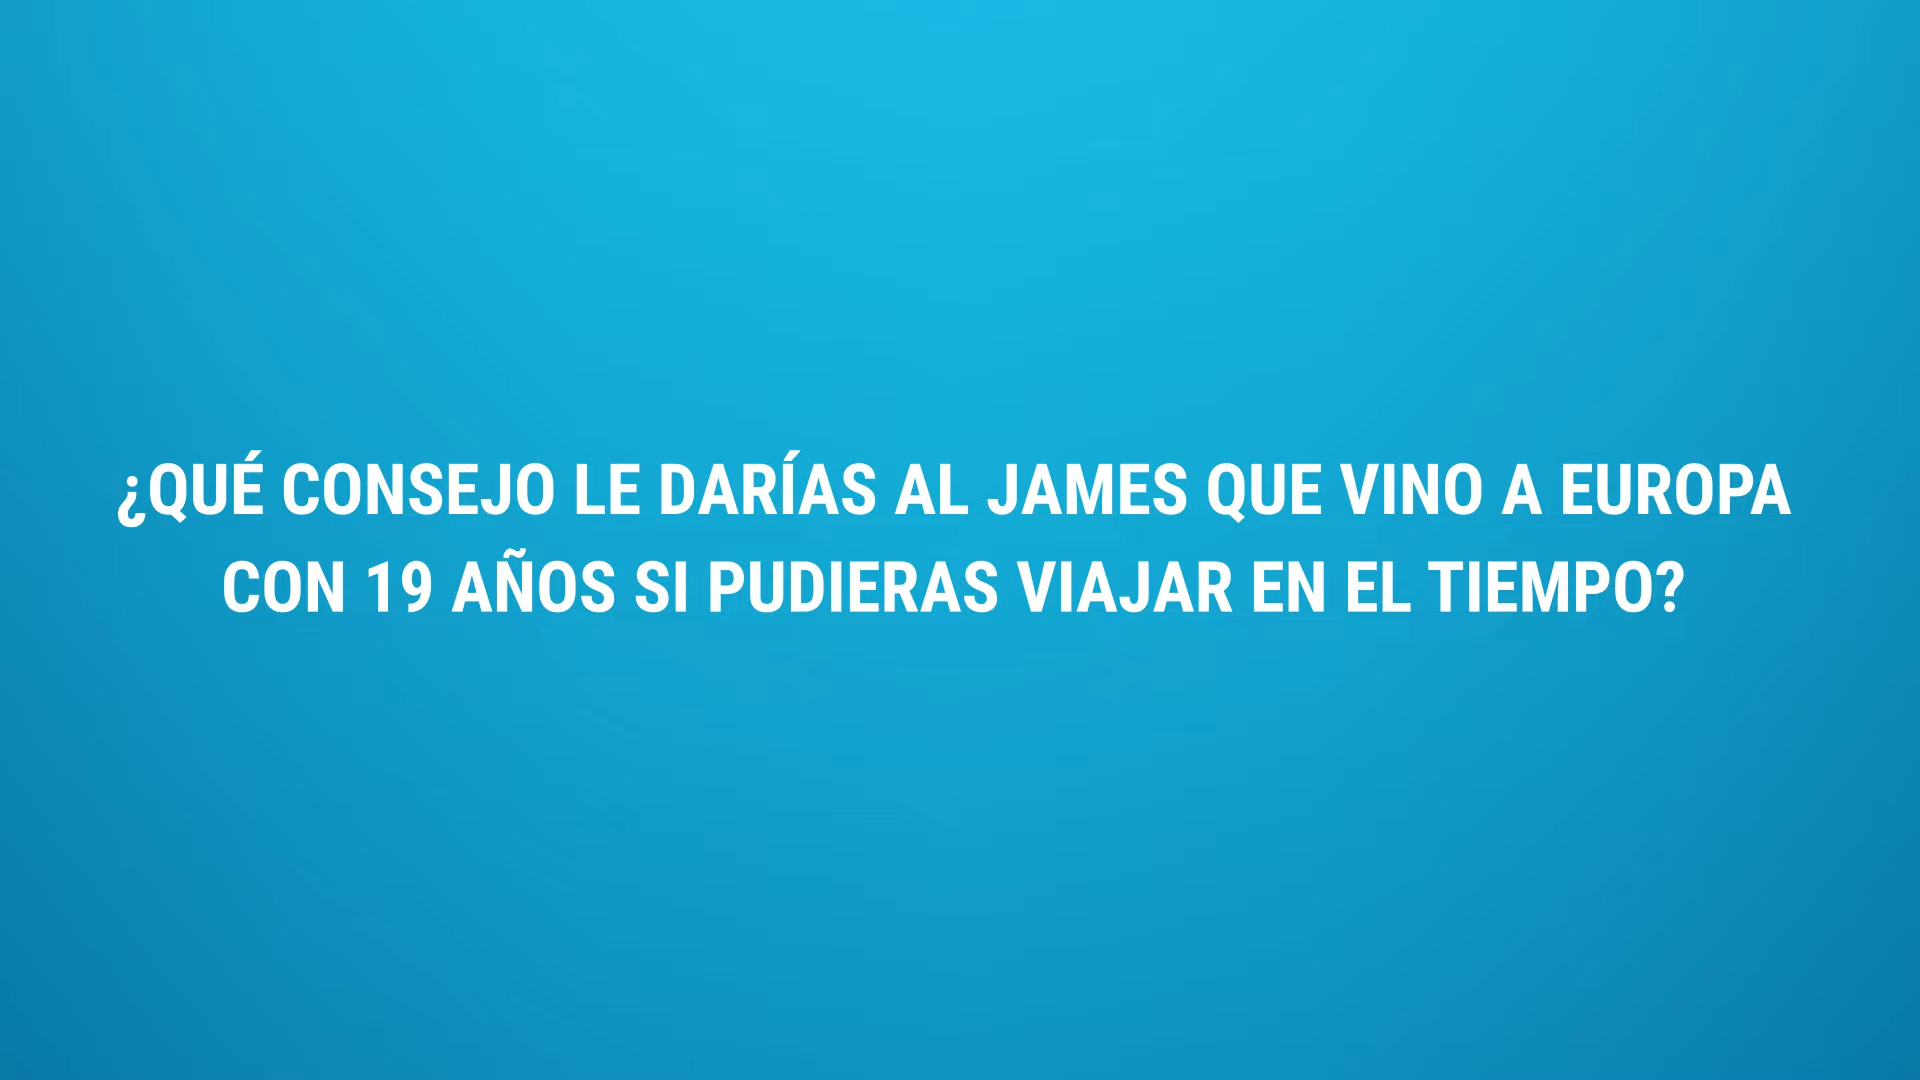 ¿QUÉ CONSEJO LE DARÍAS AL JAMES QUE VINO A EUROPA
CON 19 AÑOS SI PUDIERAS VIAJAR EN EL TIEMPO?